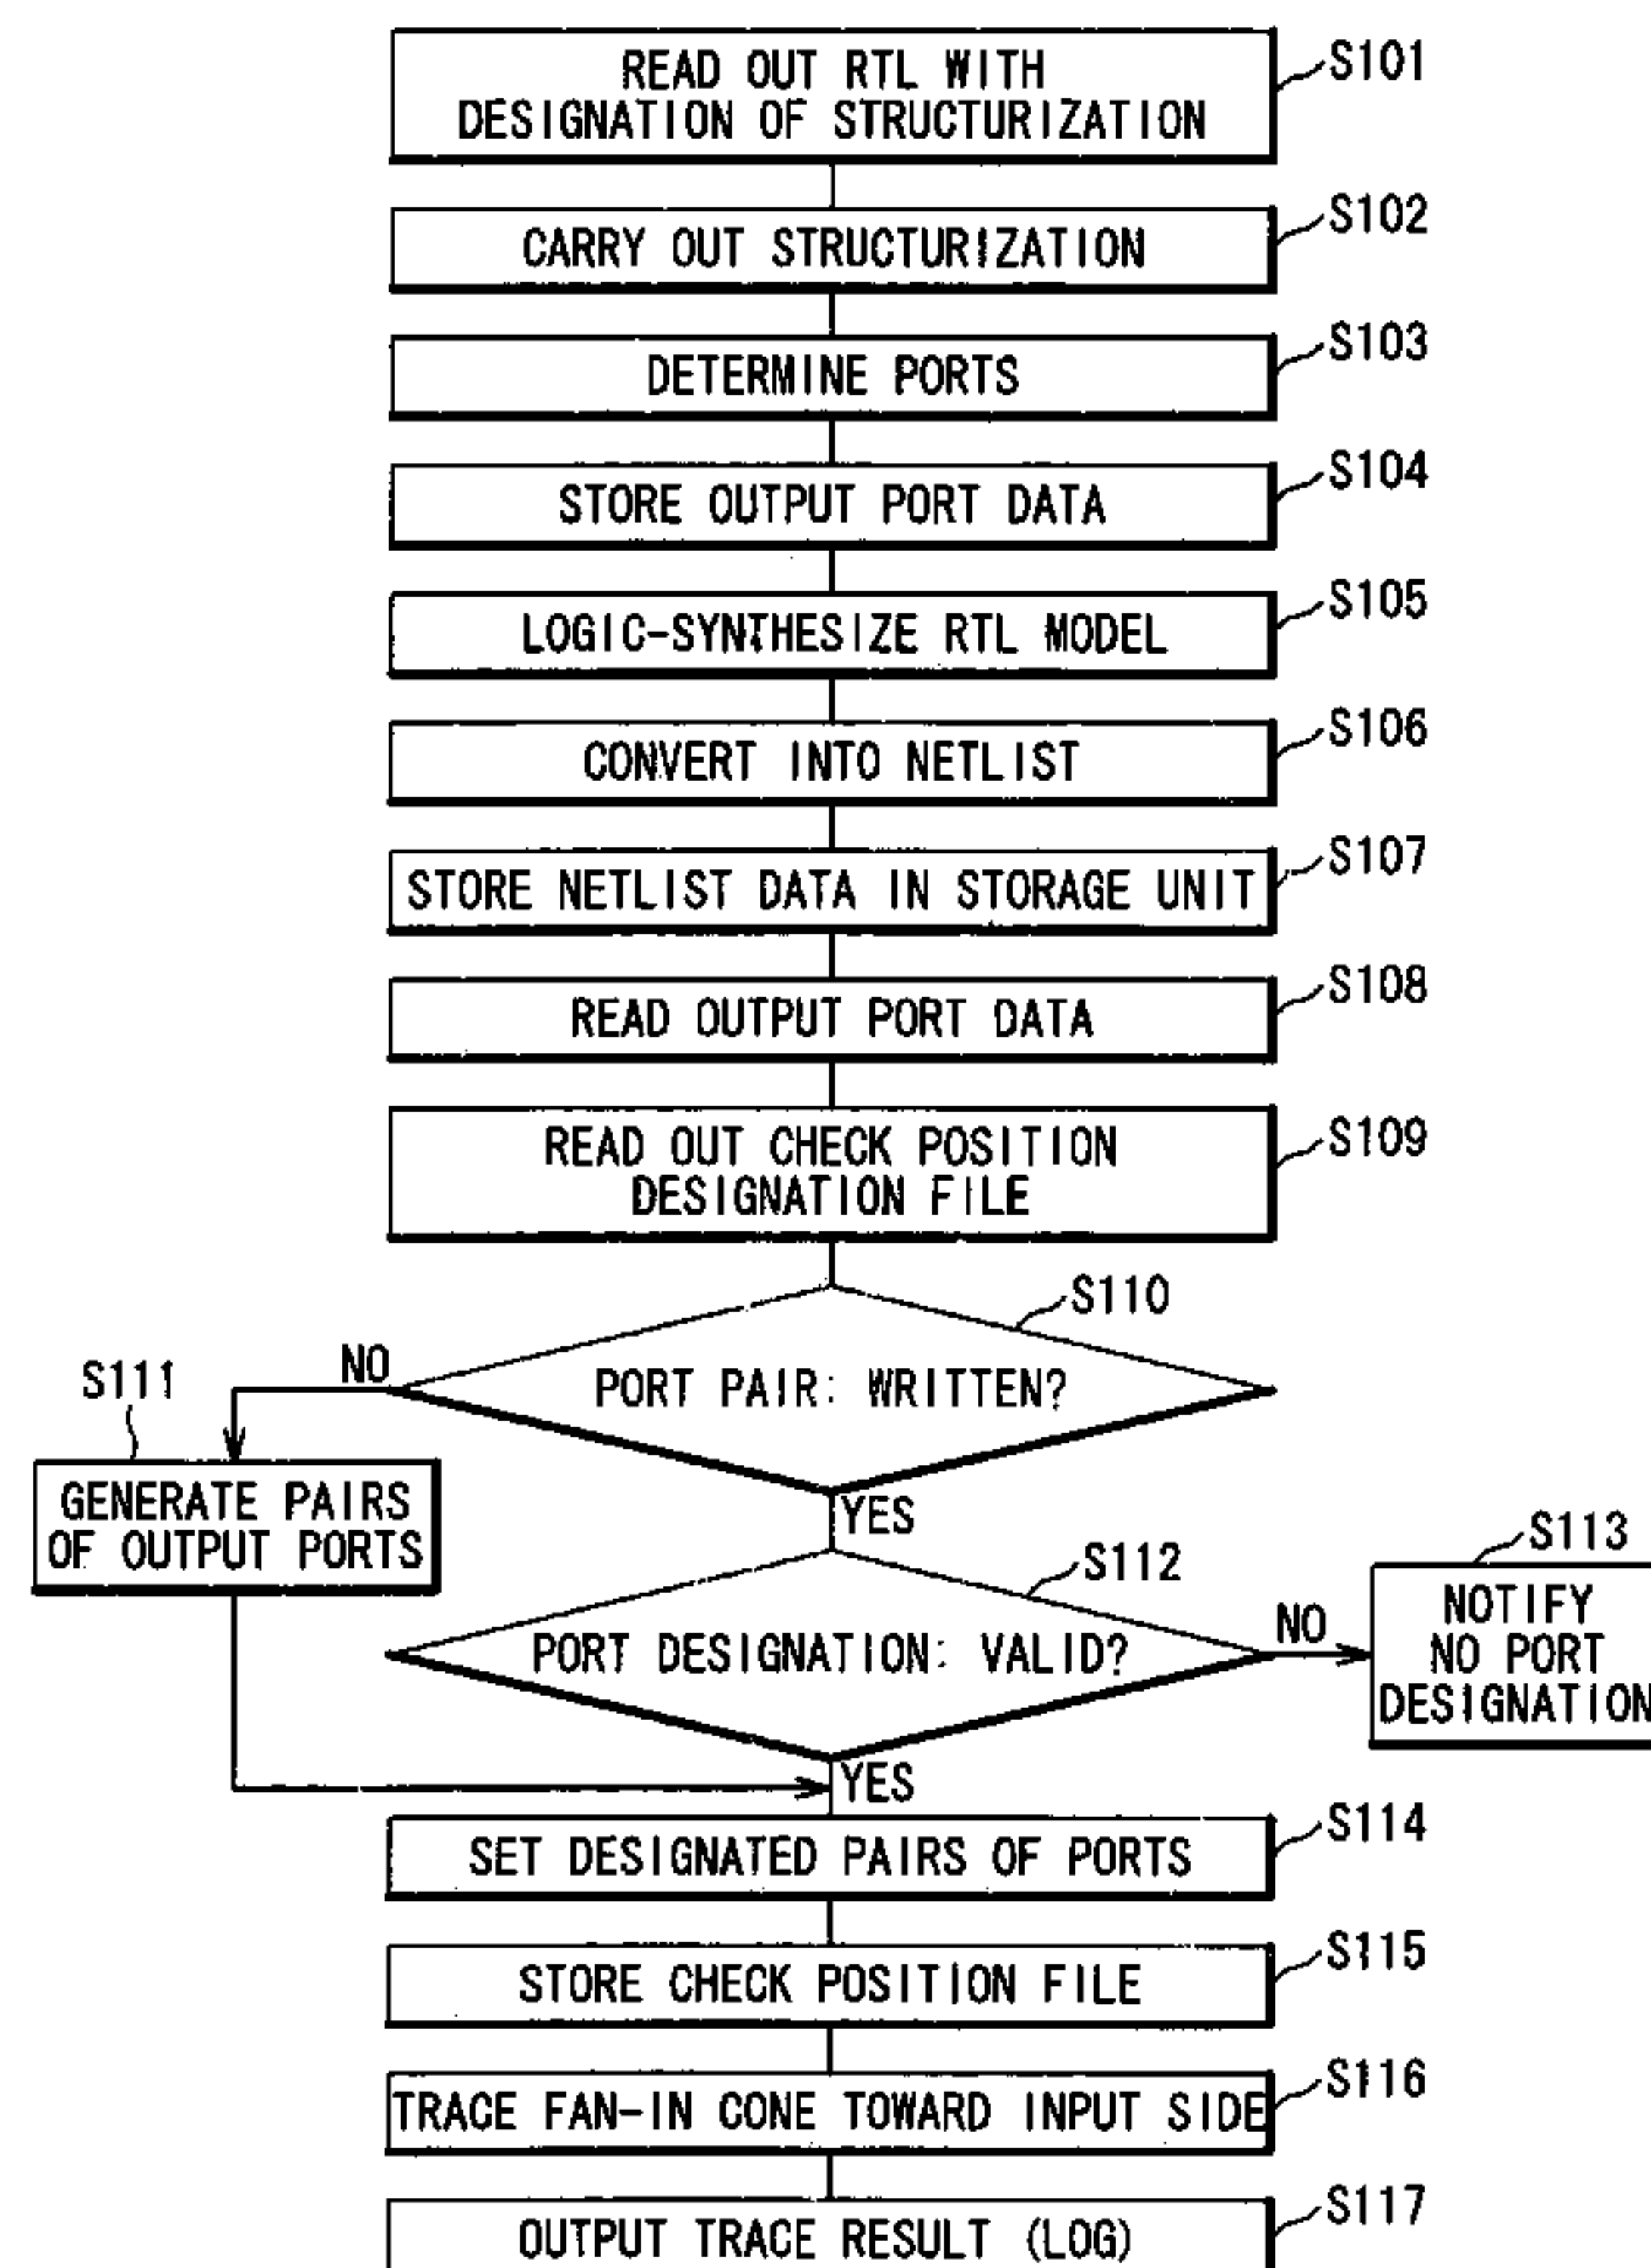 READ OUT RTL WITH
DESIGNATION OF STRUCTURIZATION
S101
CARRY OUT STRUCTURIZATION
S102
DETERMINE PORTS
S103
STORE OUTPUT PORT DATA
S104
LOGIC-SYNTHESIZE RTL MODEL
S105
CONVERT INTO NETLIST
S106
STORE NETLIST DATA IN STORAGE UNIT
S107
READ OUTPUT PORT DATA
S108
READ OUT CHECK POSITION
DESIGNATION FILE
S109
S110
PORT PAIR: WRITTEN?
NO
S111
GENERATE PAIRS
OF OUTPUT PORTS
YES
S112
PORT DESIGNATION: VALID?
NO
S113
NOTIFY
NO PORT
DESIGNATION
YES
SET DESIGNATED PAIRS OF PORTS
S114
STORE CHECK POSITION FILE
S115
TRACE FAN-IN CONE TOWARD INPUT SIDE
S116
OUTPUT TRACE RESULT (LOG)
S117